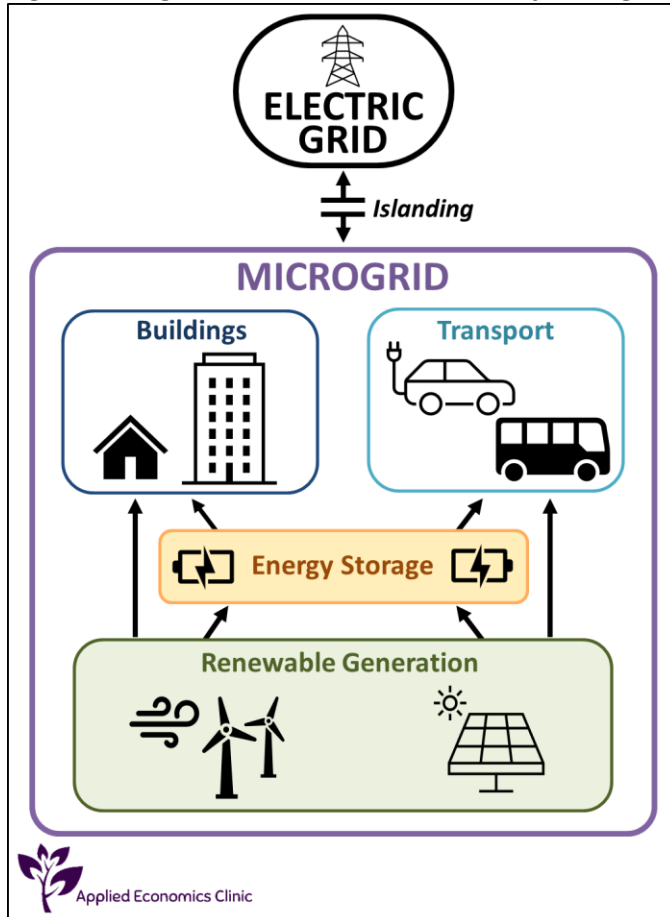 ELECTRIC
GRID
Islanding
MICROGRID
Buildings
Transport
Energy Storage
Renewable Generation
Applied Economics Clinic